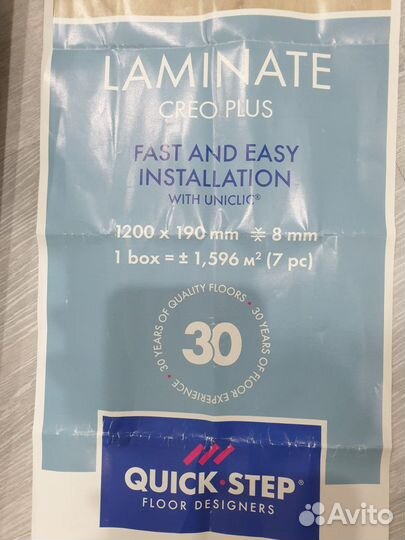 LAMINATE
CREO PLUS
FAST AND EASY
INSTALLATION
WITH UNICLIC®
1200 x 190 mm 8 mm
1 box = ± 1,596 м² (7 pc)
30 YEARS OF QUALITY FLOORS • 30 YEARS OF FLOOR EXPERIENCE •
30
QUICK·STEP®
FLOOR DESIGNERS
Avito